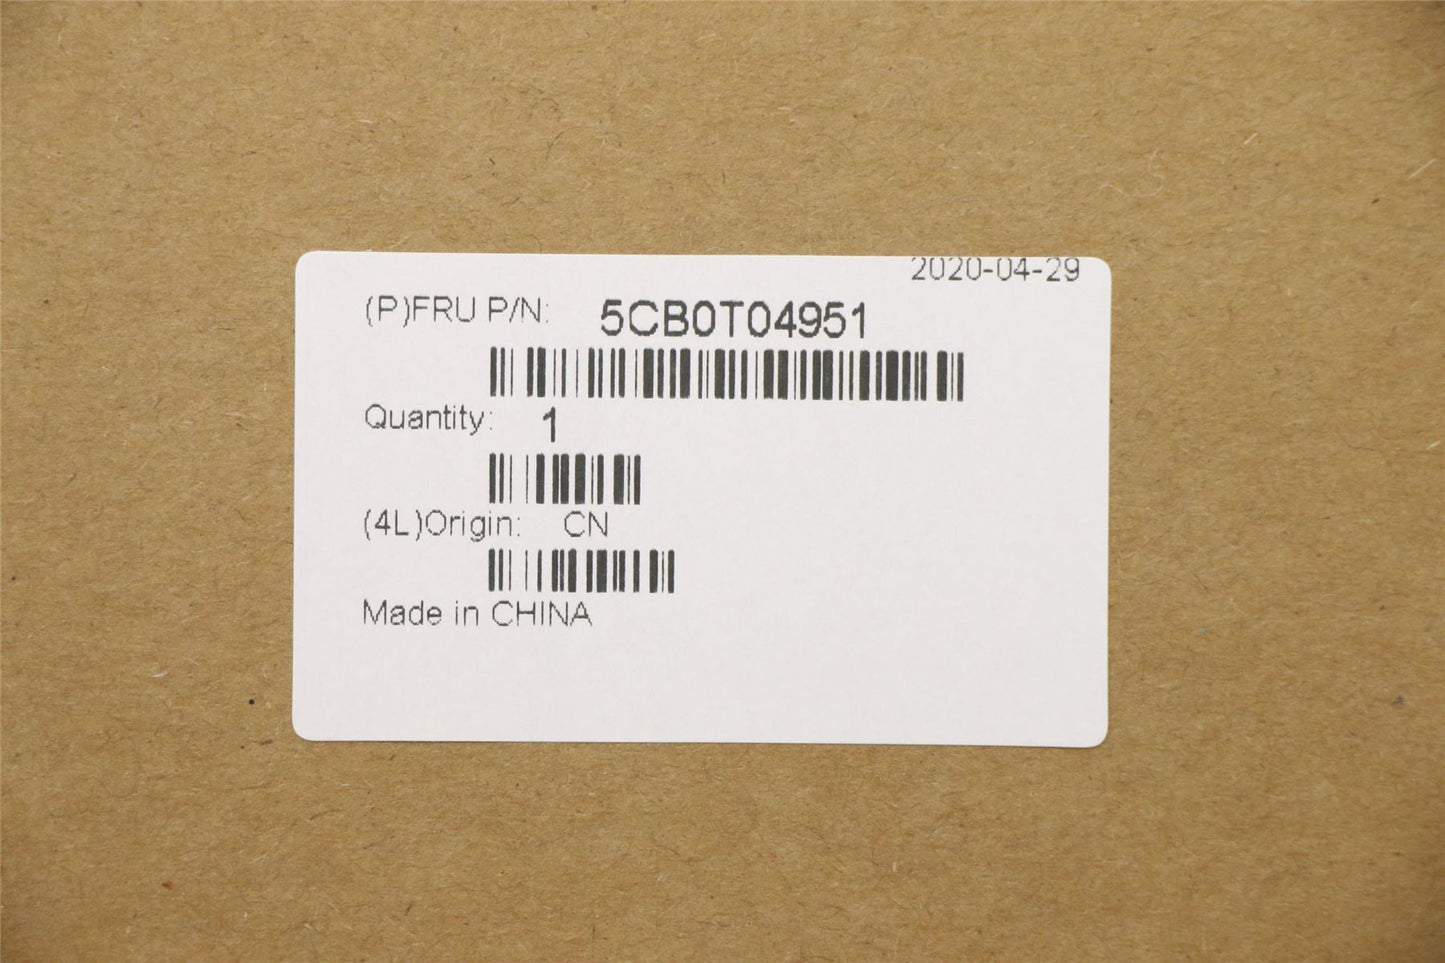 2020-04-29
(P)FRU P/N: 5CB0T04951
Quantity: 1
(4L)Origin: CN
Made in CHINA